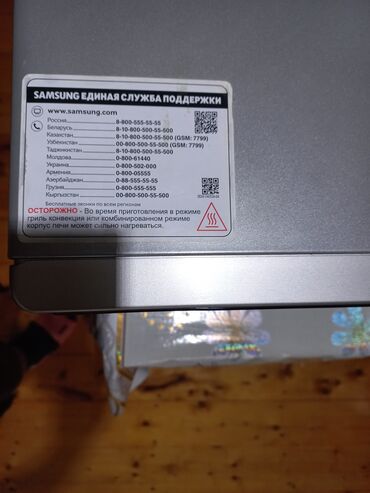 SAMSUNG ЕДИНАЯ СЛУЖБА ПОДДЕРЖКИ
www.samsung.com
Россия 8-800-555-55-55
Беларусь 8-10-800-500-55-500
Казахстан 8-10-800-500-55-500 (GSM: 7799)
Узбекистан 00-800-500-55-500 (GSM: 7799)
Таджикистан 8-10-800-500-55-500
Молдова 0-800-61440
Украина 0-800-502-000
Армения 0-800-05555
Азербайджан 0-88-555-55-55
Грузия 0-800-555-555
Кыргызстан 00-800-500-55-500
Бесплатные звонки по всем регионам
ОСТОРОЖНО - Во время приготовления в режиме
гриль конвекция или комбинированном режиме
корпус печи может сильно нагреваться.